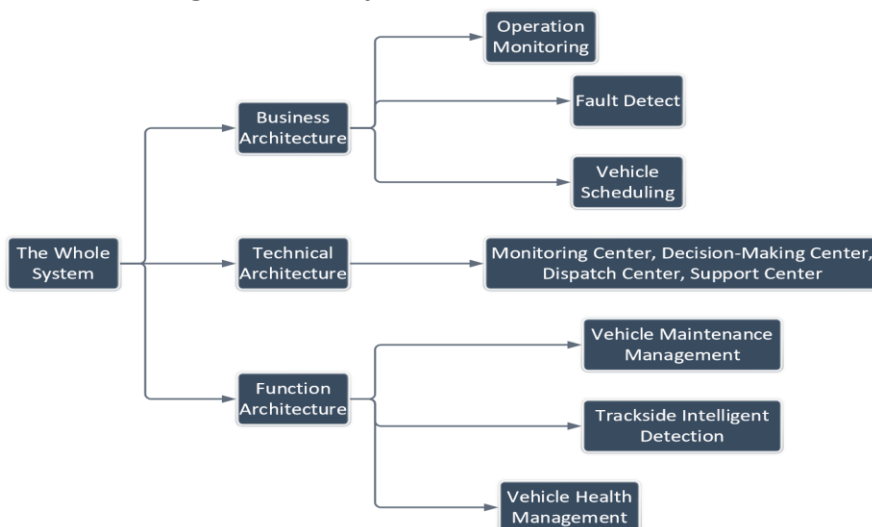 Operation
Monitoring
Business
Architecture
Fault Detect
Vehicle
Scheduling
The Whole
System
Technical
Architecture
Monitoring Center, Decision-Making Center,
Dispatch Center, Support Center
Function
Architecture
Vehicle Maintenance
Management
Trackside Intelligent
Detection
Vehicle Health
Management